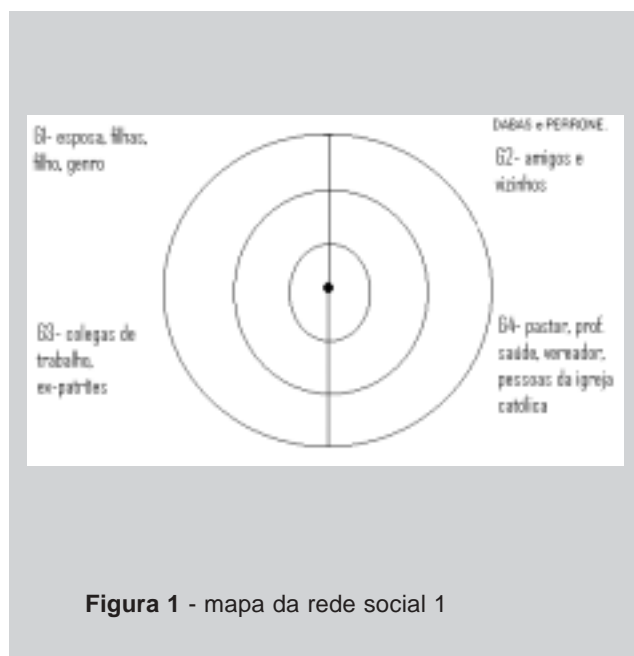 G1- esposa, filhas,
filho, genro
DABAS e PERRONE.
G2- amigos e
vizinhos
G3- colegas de
trabalho,
ex-patrões
G4- pastor, prof.
saúde, vereador,
pessoas da igreja
católica
Figura 1 - mapa da rede social 1